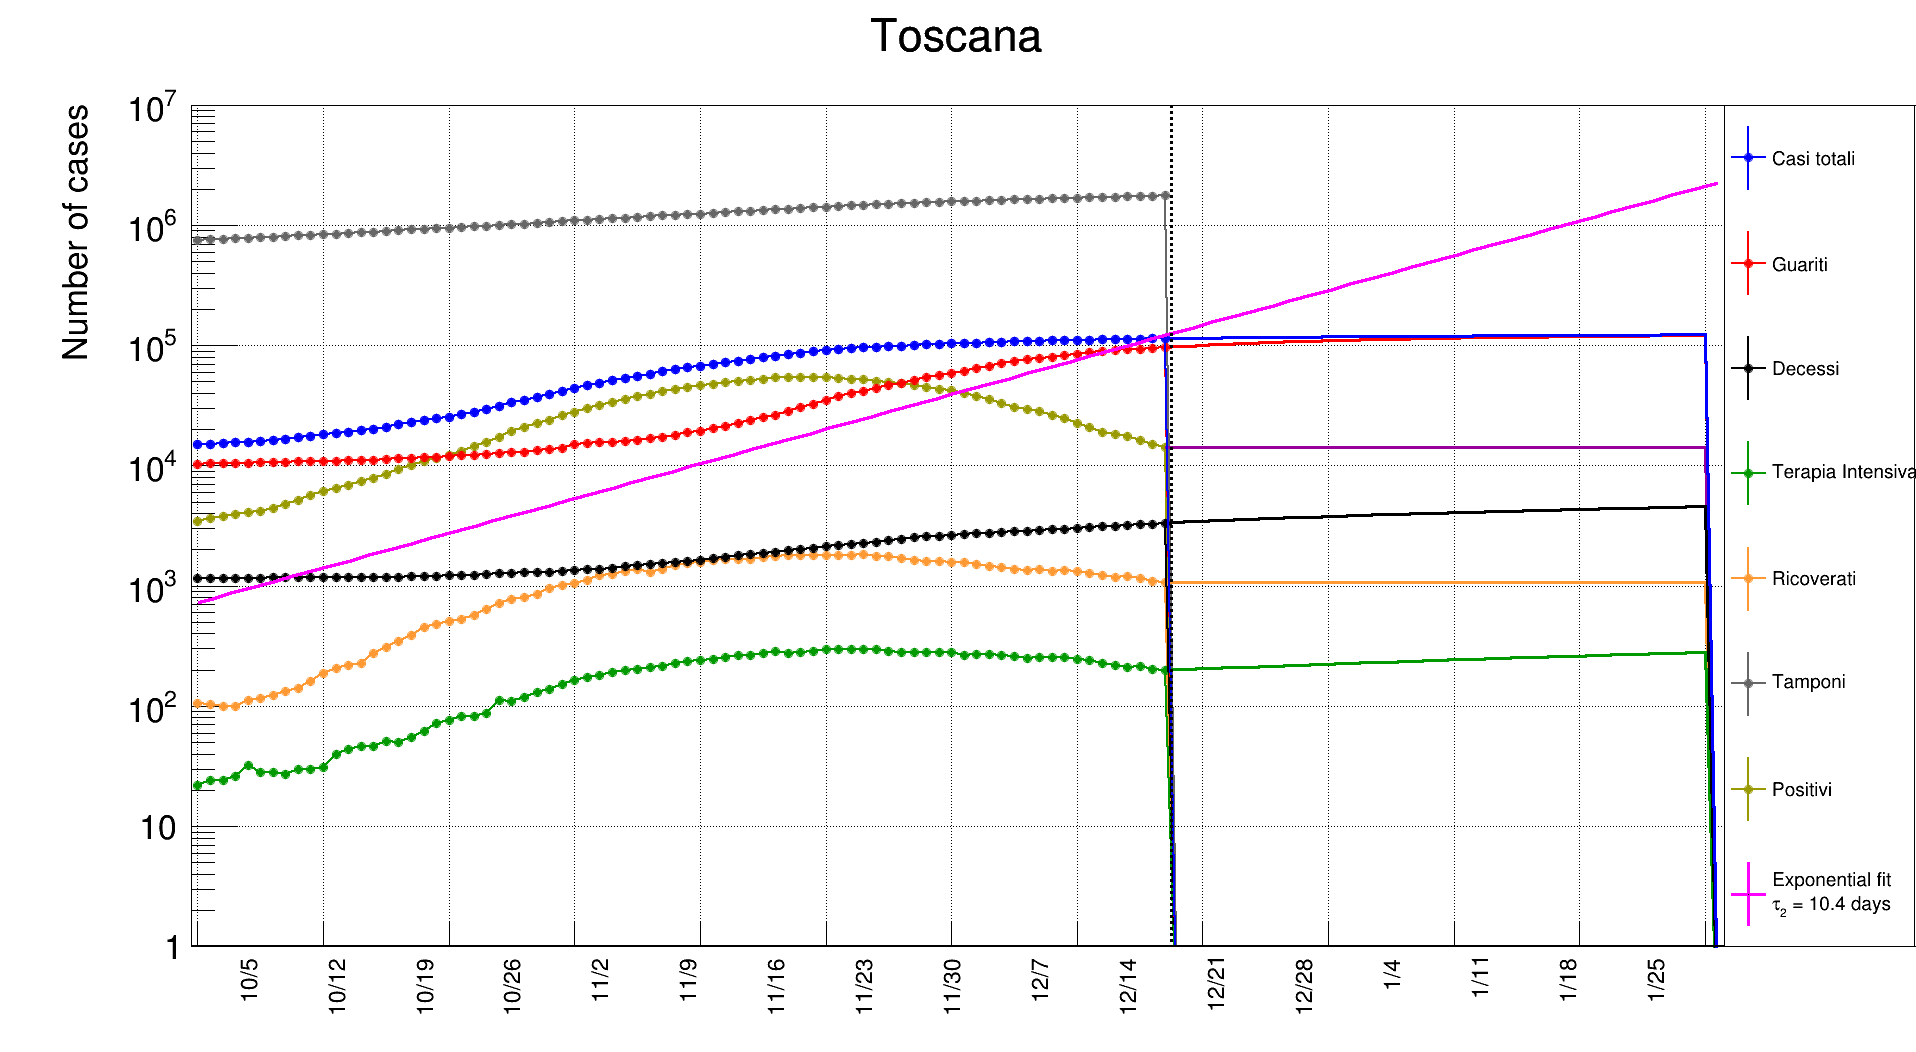 Toscana
Number of cases
10^7
10^6
10^5
10^4
10^3
10^2
10
1
10/5
10/12
10/19
10/26
11/2
11/9
11/16
11/23
11/30
12/7
12/14
12/21
12/28
1/4
1/11
1/18
1/25
Casi totali
Guariti
Decessi
Terapia Intensiva
Ricoverati
Tamponi
Positivi
Exponential fit
τ₂ = 10.4 days